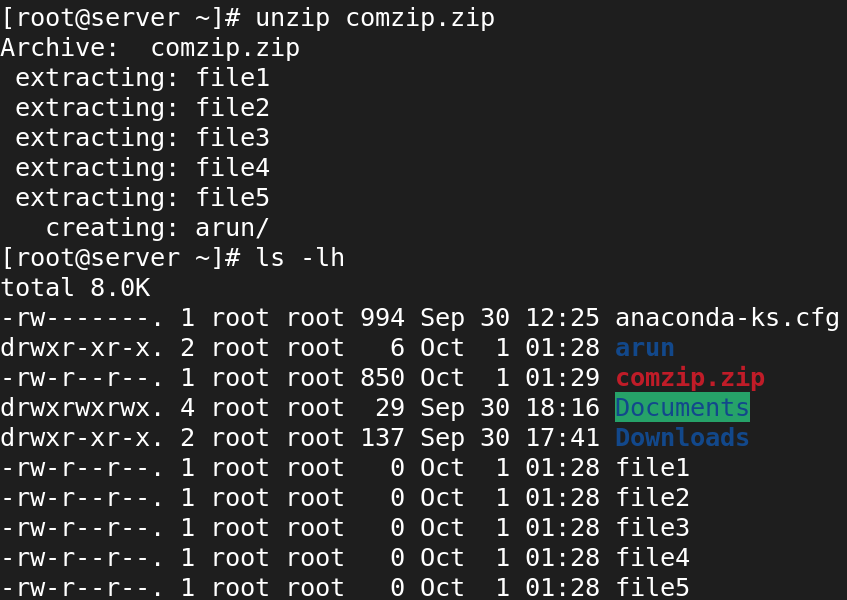 [root@server ~]# unzip comzip.zip
Archive:  comzip.zip
 extracting: file1
 extracting: file2
 extracting: file3
 extracting: file4
 extracting: file5
   creating: arun/
[root@server ~]# ls -lh
total 8.0K
-rw-------. 1 root root 994 Sep 30 12:25 anaconda-ks.cfg
drwxr-xr-x. 2 root root   6 Oct  1 01:28 arun
-rw-r--r--. 1 root root 850 Oct  1 01:29 comzip.zip
drwxrwxrwx. 4 root root  29 Sep 30 18:16 Documents
drwxr-xr-x. 2 root root 137 Sep 30 17:41 Downloads
-rw-r--r--. 1 root root   0 Oct  1 01:28 file1
-rw-r--r--. 1 root root   0 Oct  1 01:28 file2
-rw-r--r--. 1 root root   0 Oct  1 01:28 file3
-rw-r--r--. 1 root root   0 Oct  1 01:28 file4
-rw-r--r--. 1 root root   0 Oct  1 01:28 file5